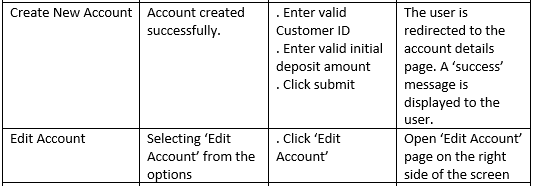 Create New Account
Account created
successfully.
. Enter valid
Customer ID
. Enter valid initial
deposit amount
. Click submit
The user is
redirected to the
account details
page. A ‘success’
message is
displayed to the
user.
Edit Account
Selecting ‘Edit
Account’ from the
options
. Click ‘Edit
Account’
Open ‘Edit Account’
page on the right
side of the screen